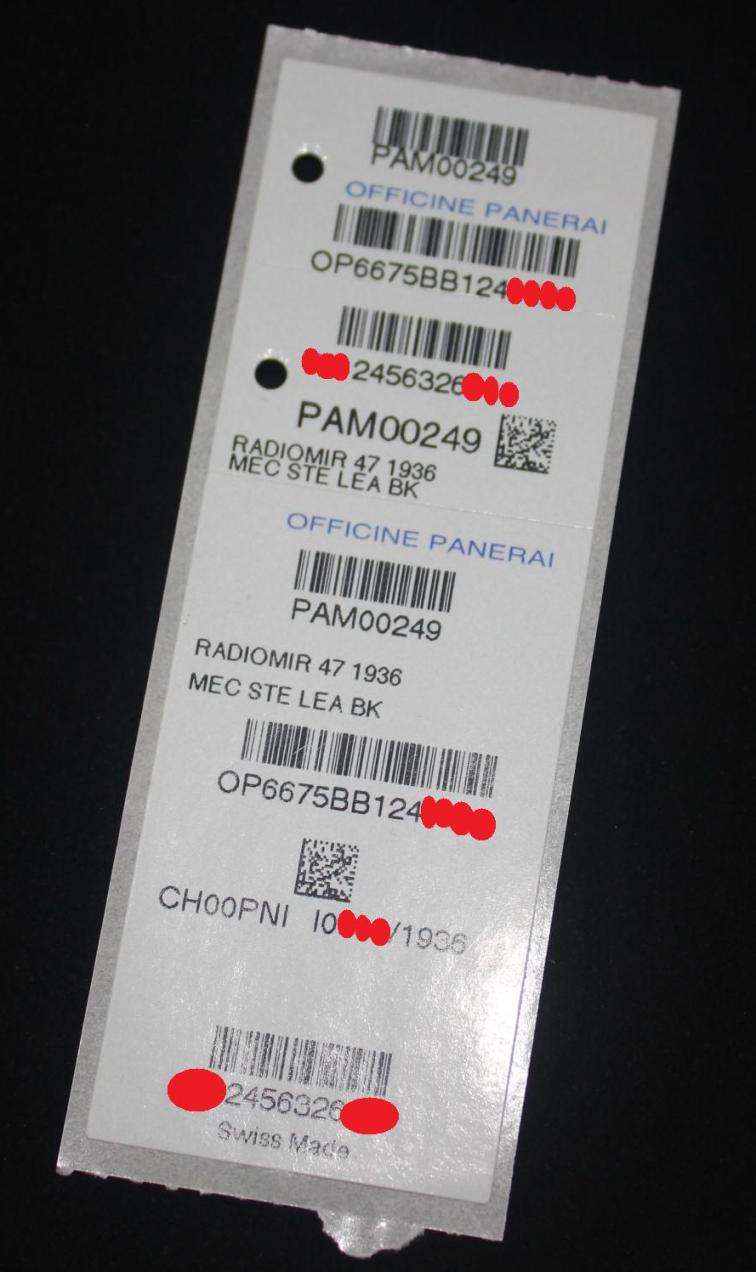 PAM00249
OFFICINE PANERAI
OP6675BB124
2456326
PAM00249
RADIOMIR 47 1936
MEC STE LEA BK
OFFICINE PANERAI
PAM00249
RADIOMIR 47 1936
MEC STE LEA BK
OP6675BB124
CH00PNI I0 /1936
2456326
Swiss Made